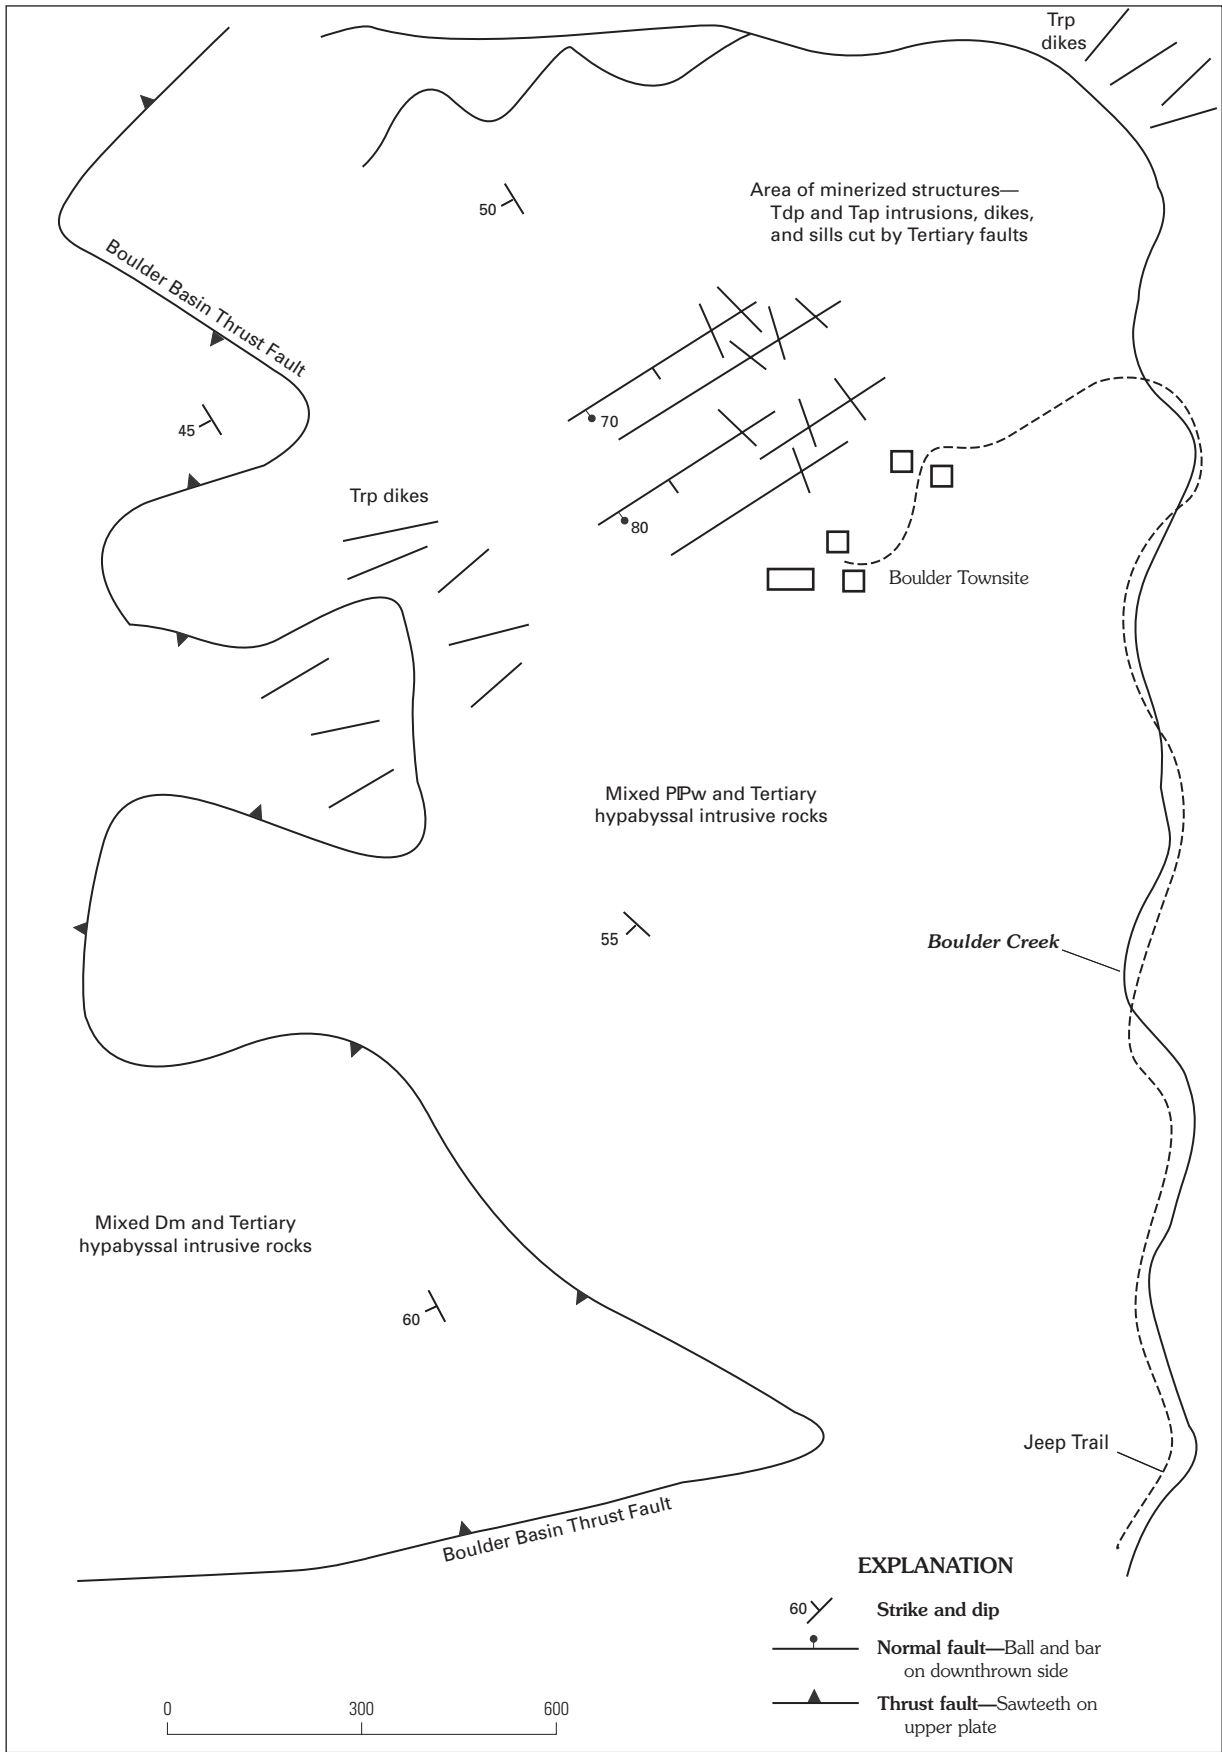 Trp
dikes
Area of minerized structures—
Tdp and Tap intrusions, dikes,
and sills cut by Tertiary faults
50
Boulder Basin Thrust Fault
45
70
80
Trp dikes
Boulder Townsite
Mixed PIPw and Tertiary
hypabyssal intrusive rocks
55
Boulder Creek
Mixed Dm and Tertiary
hypabyssal intrusive rocks
60
Jeep Trail
Boulder Basin Thrust Fault
EXPLANATION
60 Strike and dip
Normal fault—Ball and bar
on downthrown side
Thrust fault—Sawteeth on
upper plate
0 300 600